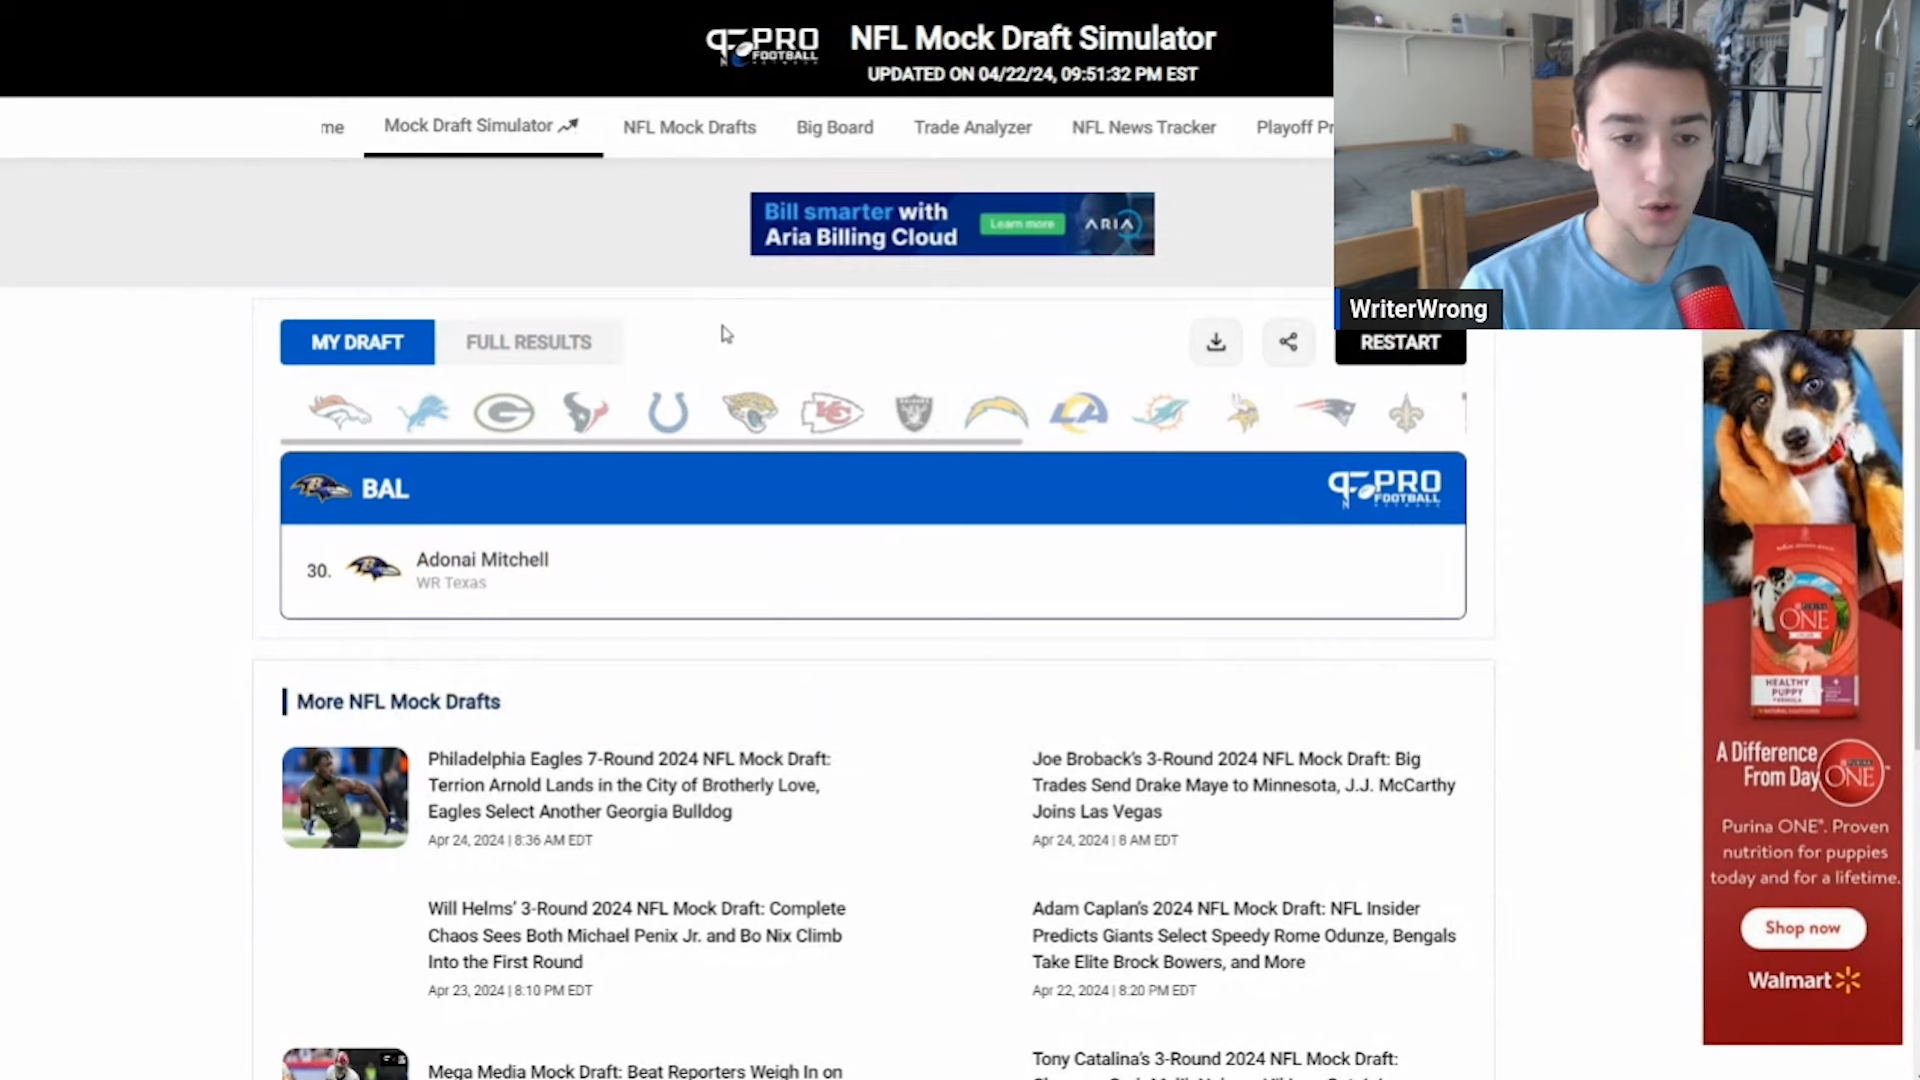 PRO
FOOTBALL
NETWORK
NFL Mock Draft Simulator
UPDATED ON 04/22/24, 09:51:32 PM EST
me
Mock Draft Simulator
NFL Mock Drafts
Big Board
Trade Analyzer
NFL News Tracker
Playoff Pr
Bill smarter with
Aria Billing Cloud
Learn more
ARIA
WriterWrong
MY DRAFT
FULL RESULTS
RESTART
BAL
PRO
FOOTBALL
NETWORK
30.
Adonai Mitchell
WR Texas
More NFL Mock Drafts
Philadelphia Eagles 7-Round 2024 NFL Mock Draft:
Terrion Arnold Lands in the City of Brotherly Love,
Eagles Select Another Georgia Bulldog
Apr 24, 2024 | 8:36 AM EDT
Joe Broback's 3-Round 2024 NFL Mock Draft: Big
Trades Send Drake Maye to Minnesota, J.J. McCarthy
Joins Las Vegas
Apr 24, 2024 | 8 AM EDT
Will Helms' 3-Round 2024 NFL Mock Draft: Complete
Chaos Sees Both Michael Penix Jr. and Bo Nix Climb
Into the First Round
Apr 23, 2024 | 8:10 PM EDT
Adam Caplan's 2024 NFL Mock Draft: NFL Insider
Predicts Giants Select Speedy Rome Odunze, Bengals
Take Elite Brock Bowers, and More
Apr 22, 2024 | 8:20 PM EDT
Mega Media Mock Draft: Beat Reporters Weigh In on
Tony Catalina's 3-Round 2024 NFL Mock Draft:
ONE
HEALTHY
PUPPY
FORMULA
A Difference
From Day
ONE
Purina ONE®. Proven
nutrition for puppies
today and for a lifetime.
Shop now
Walmart